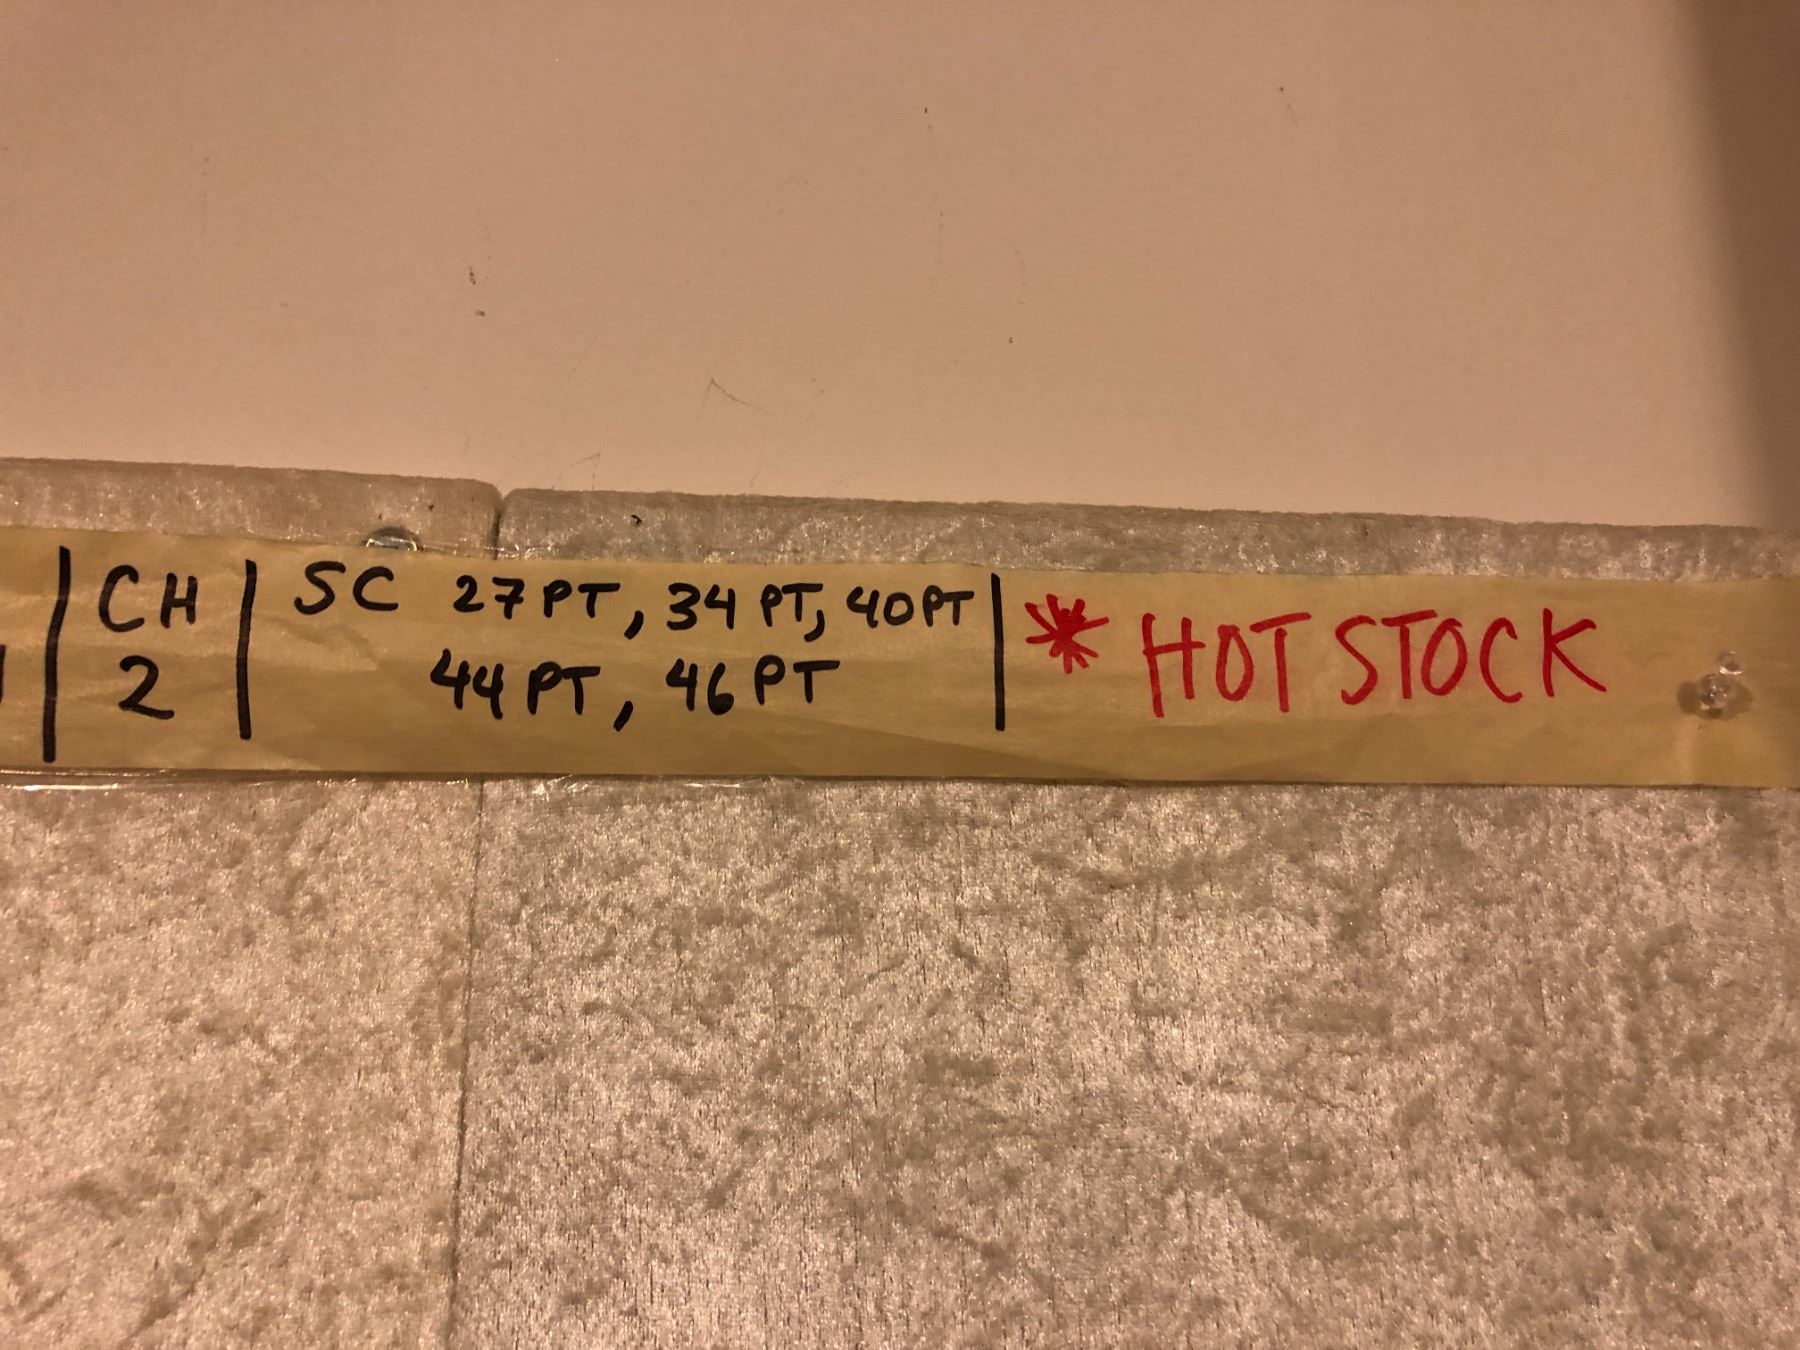 CH | SC 27 PT, 34 PT, 40 PT | * HOT STOCK
2 | 44 PT, 46 PT